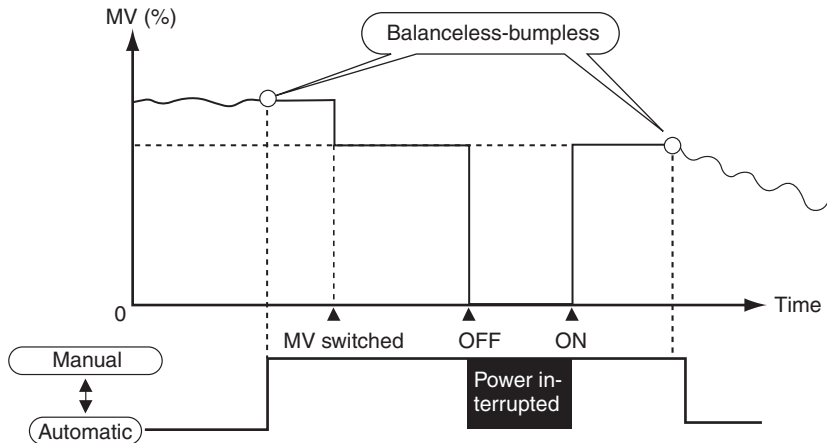 MV (%)
Balanceless-bumpless
0
Time
MV switched
OFF
ON
Manual
Automatic
Power in-
terrupted